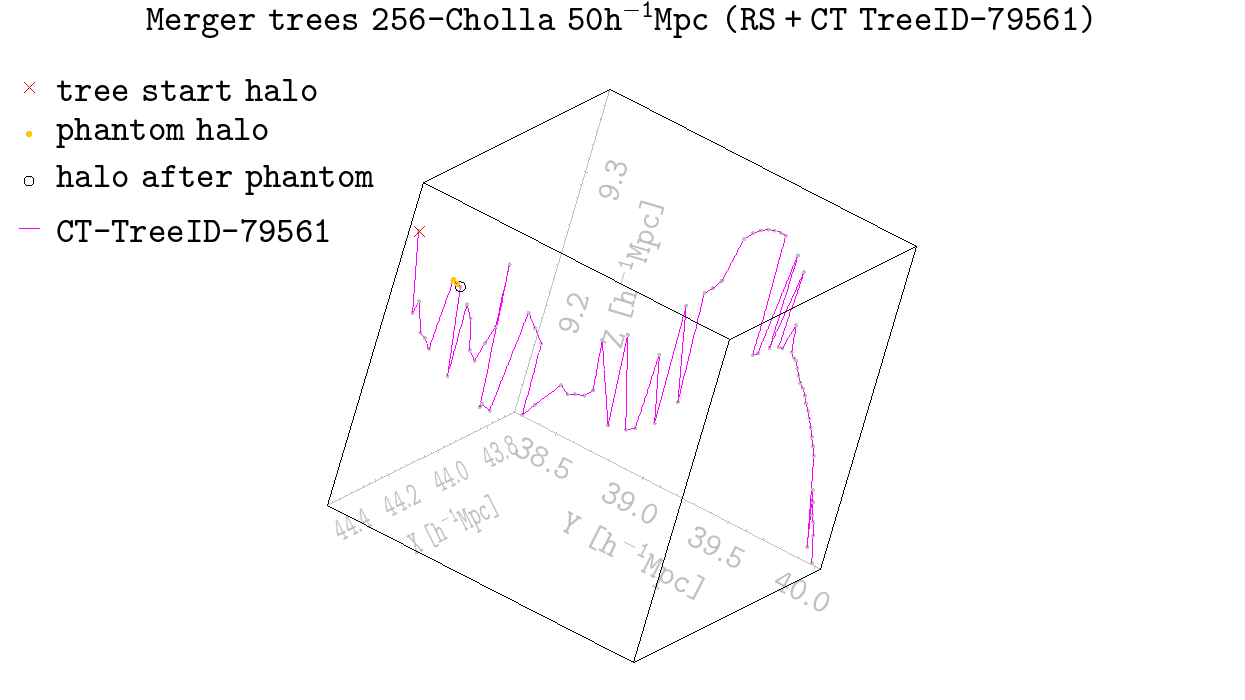 Merger trees 256-Cholla 50h⁻¹Mpc (RS + CT TreeID-79561)
tree start halo
phantom halo
halo after phantom
CT-TreeID-79561
9.3
9.2
Z [h⁻¹Mpc]
43.8
44.0
44.2
44.4
X [h⁻¹Mpc]
38.5
39.0
39.5
40.0
Y [h⁻¹Mpc]